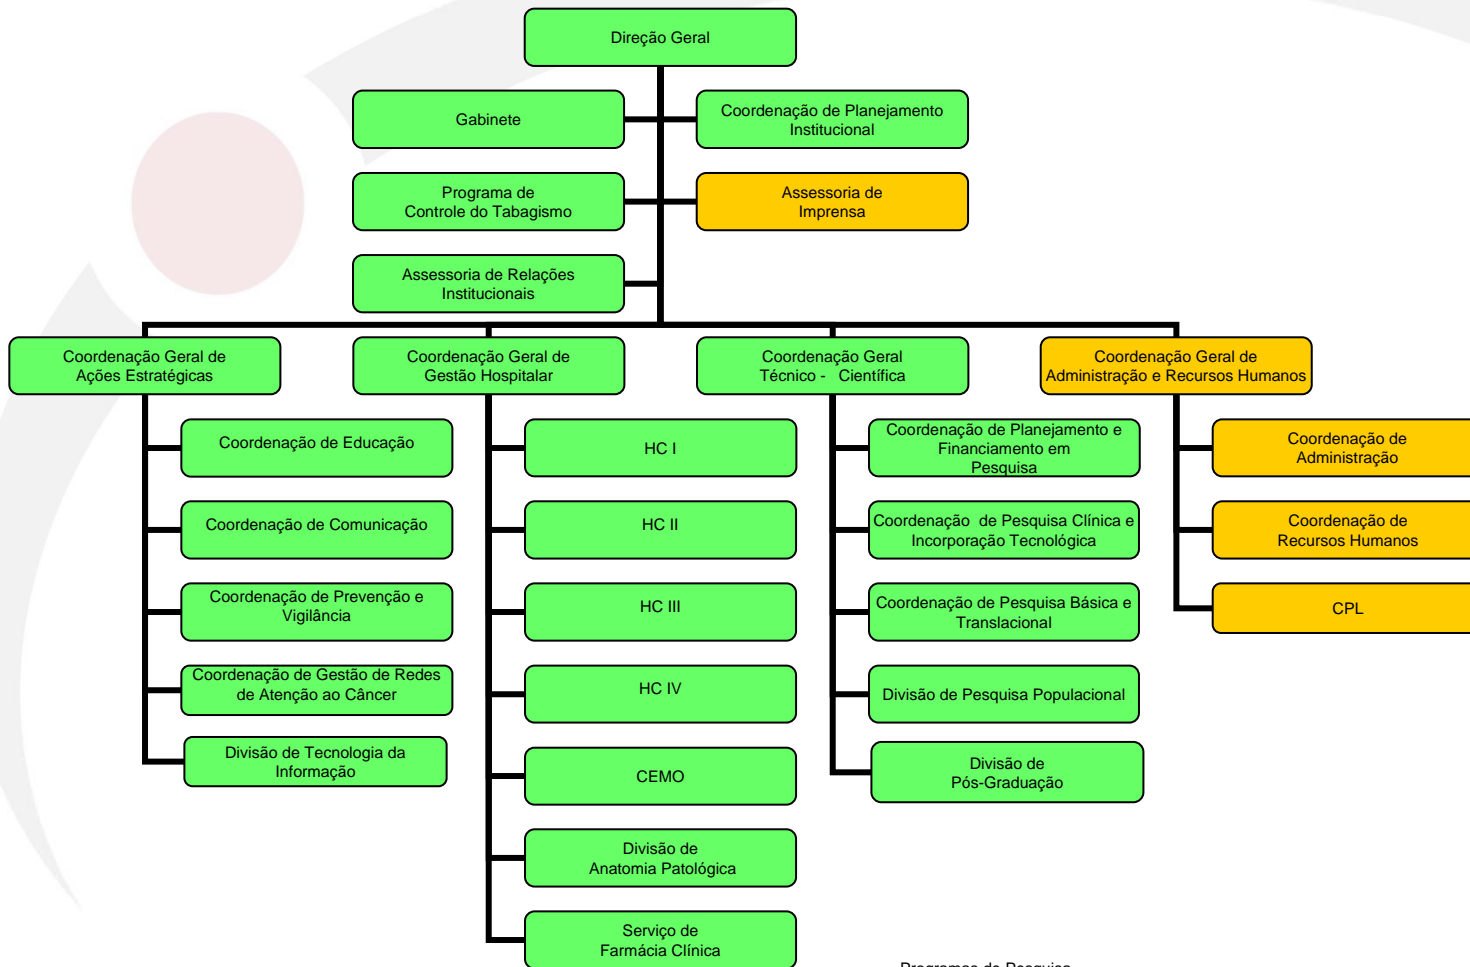 Direção Geral
Gabinete
Coordenação de Planejamento
Institucional
Programa de
Controle do Tabagismo
Assessoria de
Imprensa
Assessoria de Relações
Institucionais
Coordenação Geral de
Ações Estratégicas
Coordenação de Educação
Coordenação de Comunicação
Coordenação de Prevenção e
Vigilância
Coordenação de Gestão de Redes
de Atenção ao Câncer
Divisão de Tecnologia da
Informação
Coordenação Geral de
Gestão Hospitalar
HC I
HC II
HC III
HC IV
CEMO
Divisão de
Anatomia Patológica
Serviço de
Farmácia Clínica
Coordenação Geral
Técnico - Científica
Coordenação de Planejamento e
Financiamento em
Pesquisa
Coordenação de Pesquisa Clínica e
Incorporação Tecnológica
Coordenação de Pesquisa Básica e
Translacional
Divisão de Pesquisa Populacional
Divisão de
Pós-Graduação
Coordenação Geral de
Administração e Recursos Humanos
Coordenação de
Administração
Coordenação de
Recursos Humanos
CPL
Programas de Pesquisa